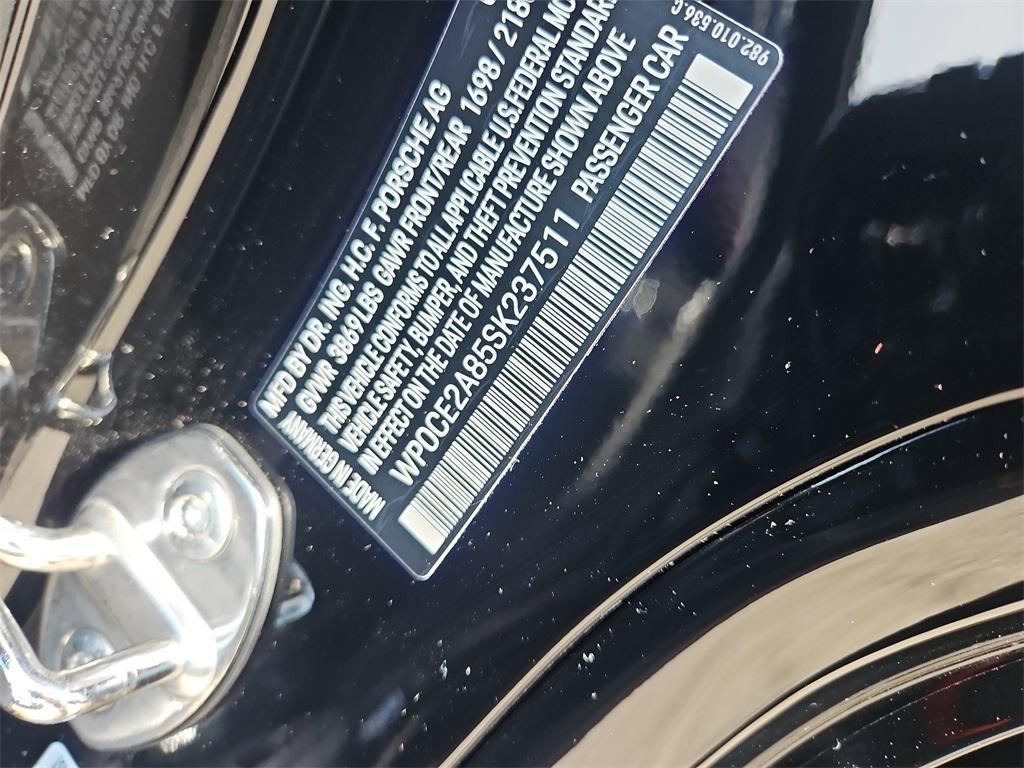 MFD BY DR. ING. H.C. F. PORSCHE AG
GVWR 3869 LBS GAWR FRONT/REAR 1698 / 218
THIS VEHICLE CONFORMS TO ALL APPLICABLE U.S. FEDERAL MO
VEHICLE SAFETY, BUMPER, AND THEFT PREVENTION STANDARD
IN EFFECT ON THE DATE OF MANUFACTURE SHOWN ABOVE
WP0CE2A85SK237511 PASSENGER CAR
MADE IN GERMANY
982.010.536.G